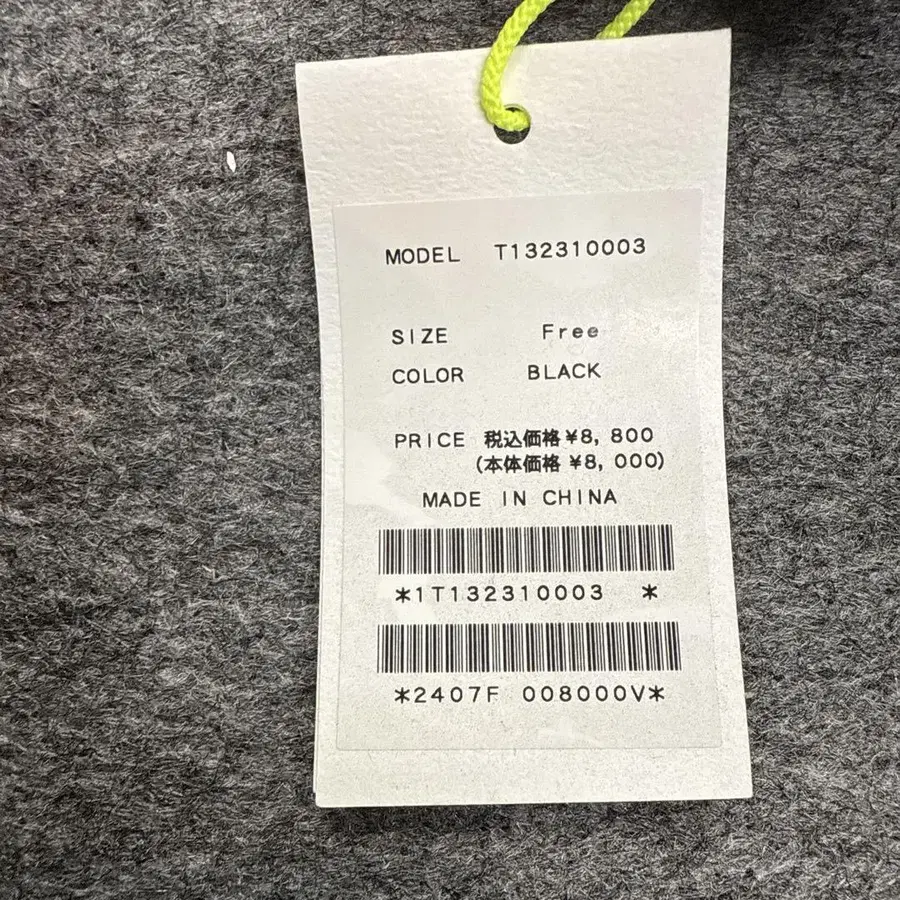 MODEL T132310003
SIZE Free
COLOR BLACK
PRICE 税込価格 ¥8, 800
(本体価格 ¥8, 000)
MADE IN CHINA
*1T132310003 *
*2407F 008000V*